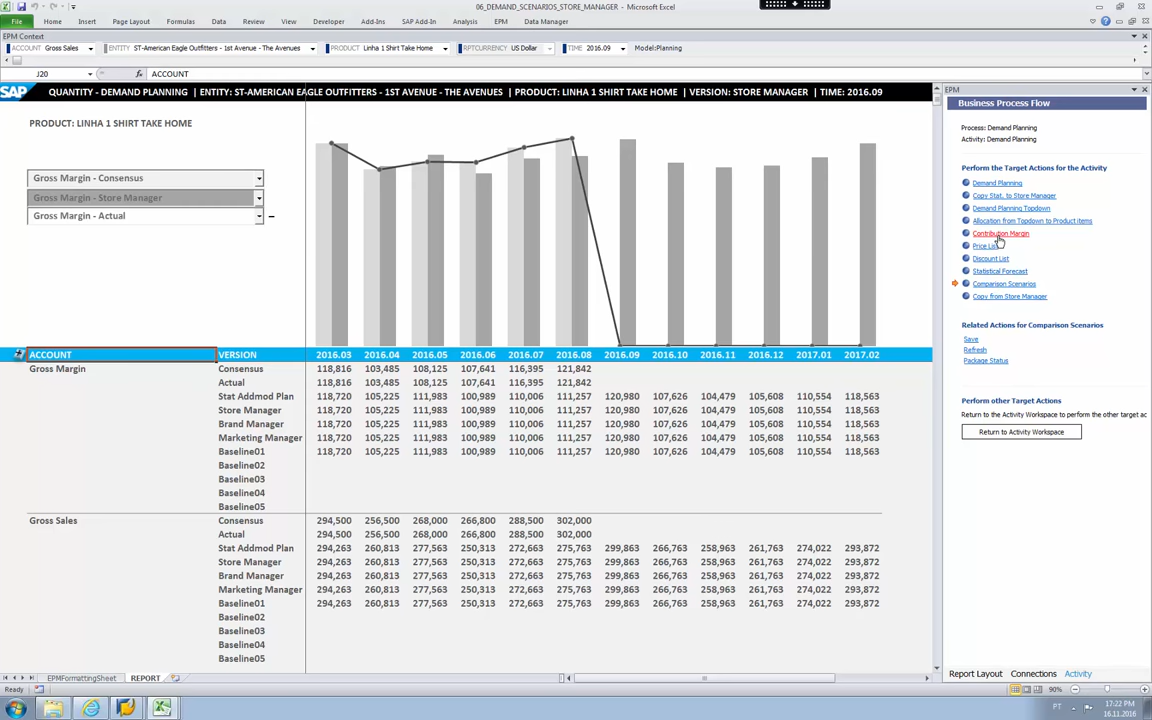 06_DEMAND_SCENARIOS_STORE_MANAGER - Microsoft Excel
File Home Insert Page Layout Formulas Data Review View Developer Add-Ins SAP Add-In Analysis EPM Data Manager
EPM Context
ACCOUNT Gross Sales ENTITY ST-American Eagle Outfitters - 1st Avenue - The Avenues PRODUCT Linha 1 Shirt Take Home RPTCURRENCY US Dollar TIME 2016.09 Model:Planning
J20 fx ACCOUNT
SAP QUANTITY - DEMAND PLANNING | ENTITY: ST-AMERICAN EAGLE OUTFITTERS - 1ST AVENUE - THE AVENUES | PRODUCT: LINHA 1 SHIRT TAKE HOME | VERSION: STORE MANAGER | TIME: 2016.09
PRODUCT: LINHA 1 SHIRT TAKE HOME
Gross Margin - Consensus
Gross Margin - Store Manager
Gross Margin - Actual
ACCOUNT VERSION 2016.03 2016.04 2016.05 2016.06 2016.07 2016.08 2016.09 2016.10 2016.11 2016.12 2017.01 2017.02
Gross Margin Consensus 118,816 103,485 108,125 107,641 116,395 121,842
Actual 118,816 103,485 108,125 107,641 116,395 121,842
Stat Addmod Plan 118,720 105,225 111,983 100,989 110,006 111,257 120,980 107,626 104,479 105,608 110,554 118,563
Store Manager 118,720 105,225 111,983 100,989 110,006 111,257 120,980 107,626 104,479 105,608 110,554 118,563
Brand Manager 118,720 105,225 111,983 100,989 110,006 111,257 120,980 107,626 104,479 105,608 110,554 118,563
Marketing Manager 118,720 105,225 111,983 100,989 110,006 111,257 120,980 107,626 104,479 105,608 110,554 118,563
Baseline01 118,720 105,225 111,983 100,989 110,006 111,257 120,980 107,626 104,479 105,608 110,554 118,563
Baseline02
Baseline03
Baseline04
Baseline05
Gross Sales Consensus 294,500 256,500 268,000 266,800 288,500 302,000
Actual 294,500 256,500 268,000 266,800 288,500 302,000
Stat Addmod Plan 294,263 260,813 277,563 250,313 272,663 275,763 299,863 266,763 258,963 261,763 274,022 293,872
Store Manager 294,263 260,813 277,563 250,313 272,663 275,763 299,863 266,763 258,963 261,763 274,022 293,872
Brand Manager 294,263 260,813 277,563 250,313 272,663 275,763 299,863 266,763 258,963 261,763 274,022 293,872
Marketing Manager 294,263 260,813 277,563 250,313 272,663 275,763 299,863 266,763 258,963 261,763 274,022 293,872
Baseline01 294,263 260,813 277,563 250,313 272,663 275,763 299,863 266,763 258,963 261,763 274,022 293,872
Baseline02
Baseline03
Baseline04
Baseline05
EPM
Business Process Flow
Process: Demand Planning
Activity: Demand Planning
Perform the Target Actions for the Activity
Demand Planning
Copy Stat. to Store Manager
Demand Planning Topdown
Allocation from Topdown to Product items
Contribution Margin
Price
Discount List
Statistical Forecast
Comparison Scenarios
Copy from Store Manager
Related Actions for Comparison Scenarios
Save
Refresh
Package Status
Perform other Target Actions
Return to the Activity Workspace to perform the other target ac
Return to Activity Workspace
Report Layout Connections Activity
EPMFormattingSheet REPORT
Ready 90%
PT 17:22 PM
16.11.2016